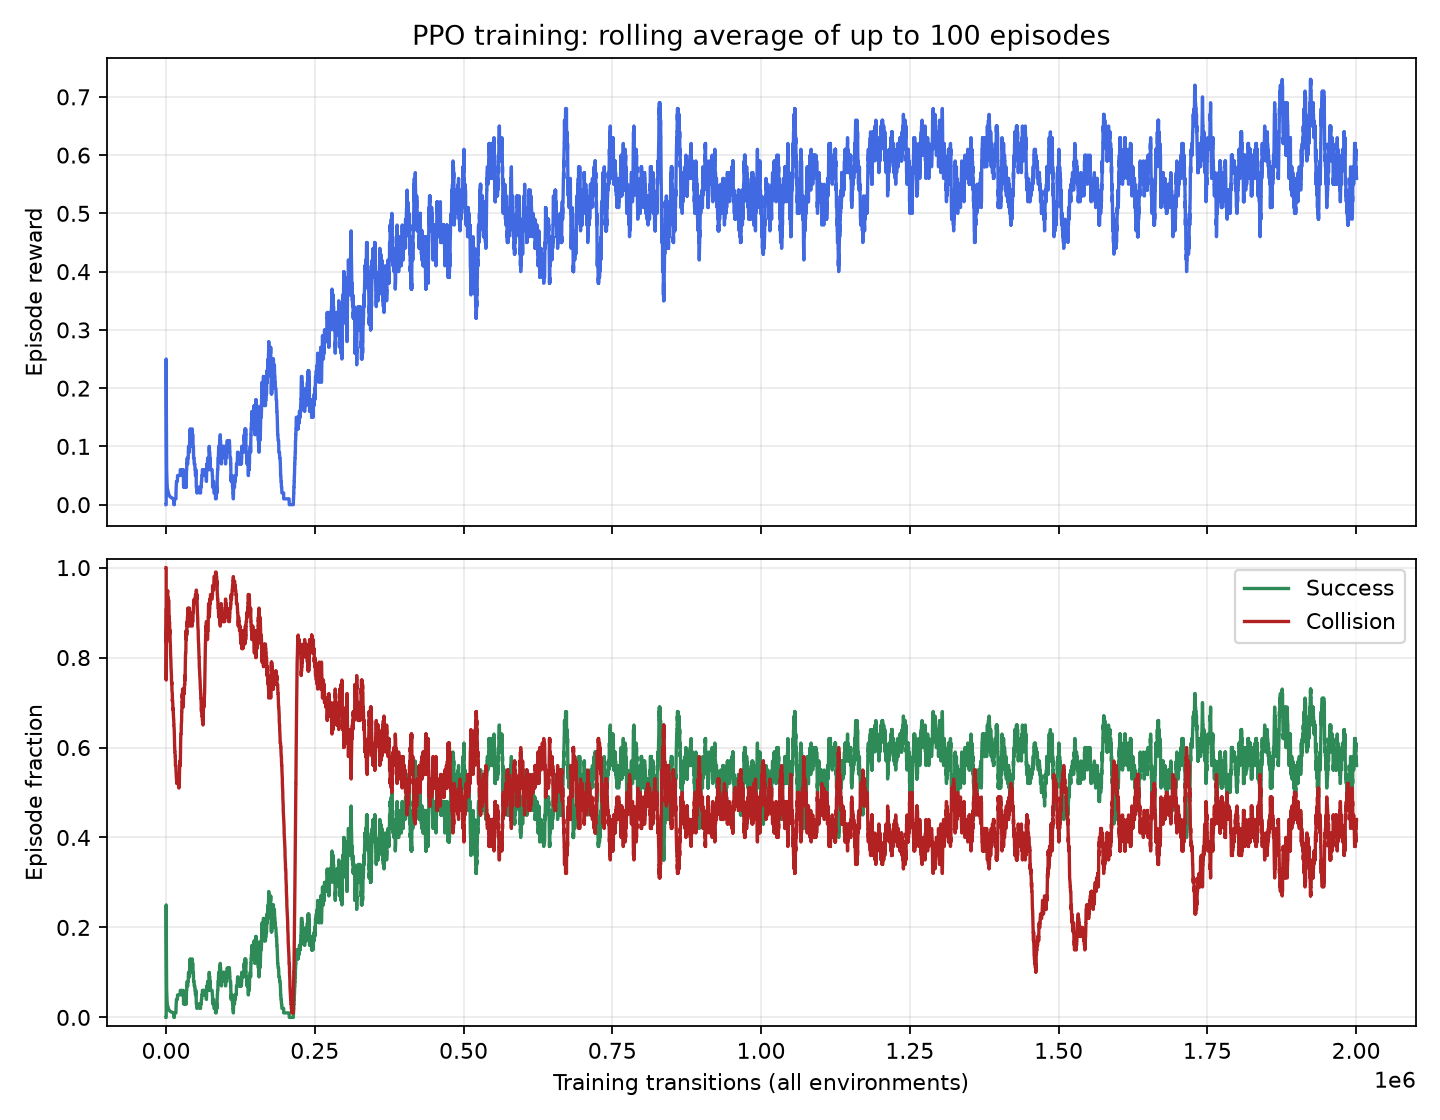 PPO training: rolling average of up to 100 episodes
0.7
0.6
0.5
0.4
0.3
0.2
0.1
0.0
Episode reward
1.0
0.8
0.6
0.4
0.2
0.0
Episode fraction
Success
Collision
0.00 0.25 0.50 0.75 1.00 1.25 1.50 1.75 2.00
1e6
Training transitions (all environments)